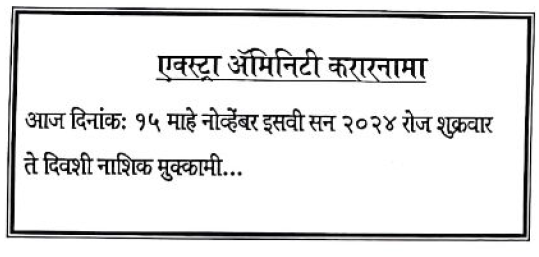 एक्स्ट्रा ॲमिनिटी करारनामा
आज दिनांक: १५ माहे नोव्हेंबर इसवी सन २०२४ रोज शुक्रवार
ते दिवशी नाशिक मुक्कामी...